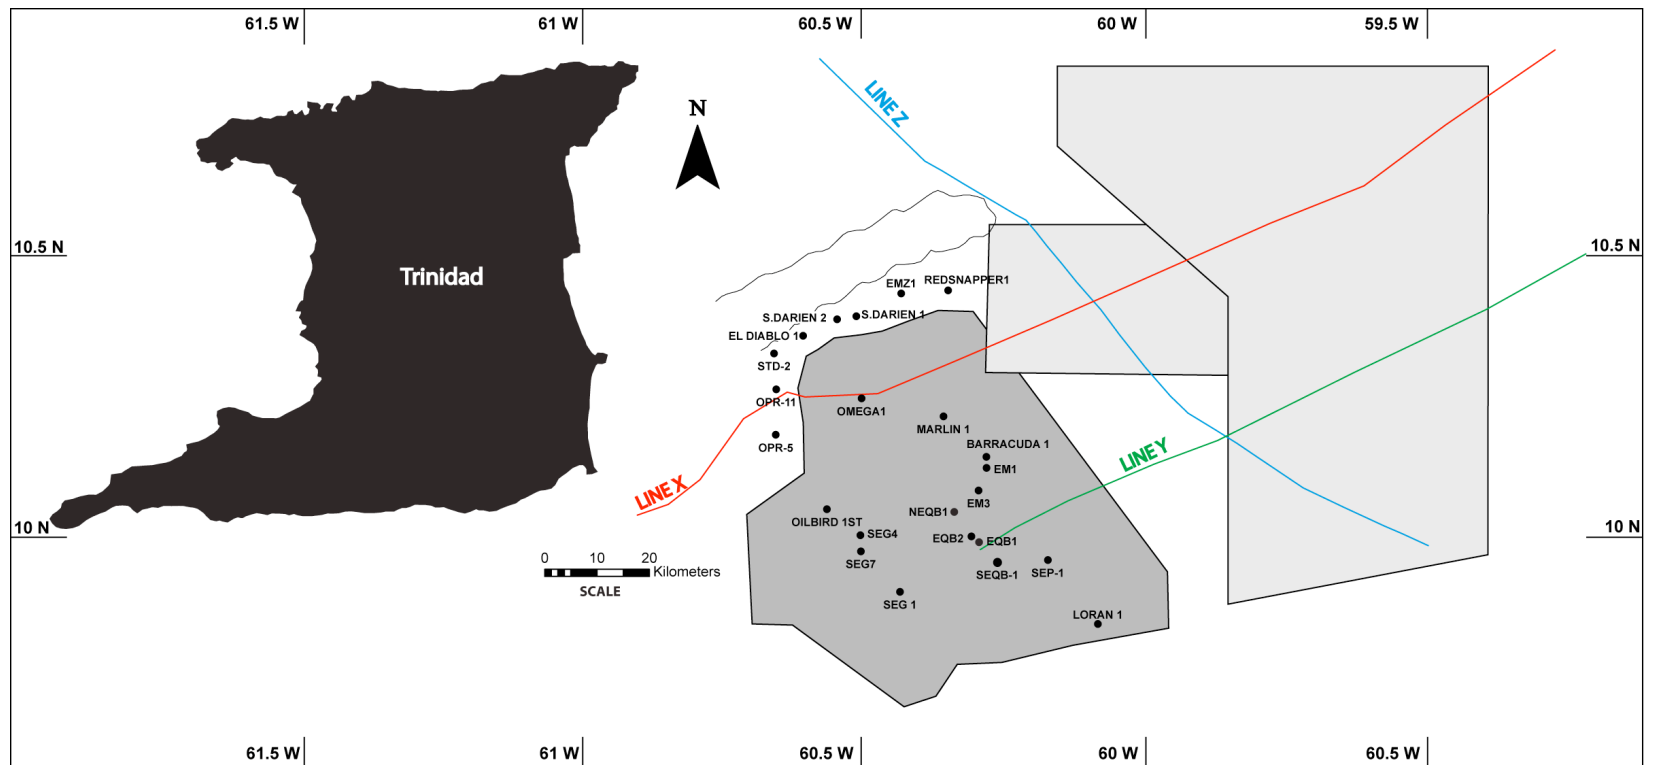 61.5 W
61 W
60.5 W
60 W
59.5 W
LINE Z
N
10.5 N
10.5 N
Trinidad
EMZ1
REDSNAPPER1
S.DARIEN 2
S.DARIEN 1
EL DIABLO 1
STD-2
OPR-11
OMEGA1
MARLIN 1
OPR-5
BARRACUDA 1
LINE Y
EM1
LINE X
EM3
NEQB1
OILBIRD 1ST
10 N
10 N
SEG4
EQB2
EQB1
0 10 20
Kilometers
SCALE
SEG7
SEQB-1
SEP-1
SEG 1
LORAN 1
61.5 W
61 W
60.5 W
60 W
60.5 W